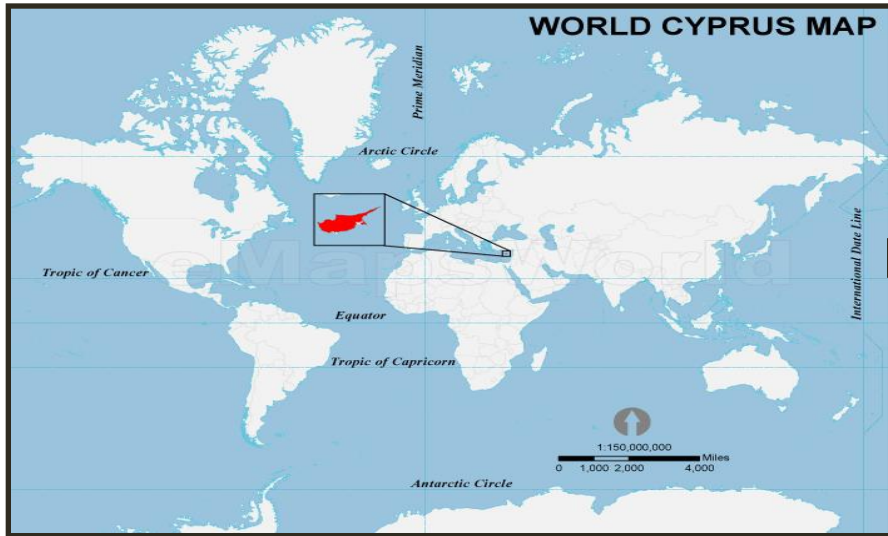 WORLD CYPRUS MAP
Prime Meridian
Arctic Circle
eMapsWorld
Tropic of Cancer
International Date Line
Equator
Tropic of Capricorn
1:150,000,000
Miles
0 1,000 2,000 4,000
Antarctic Circle